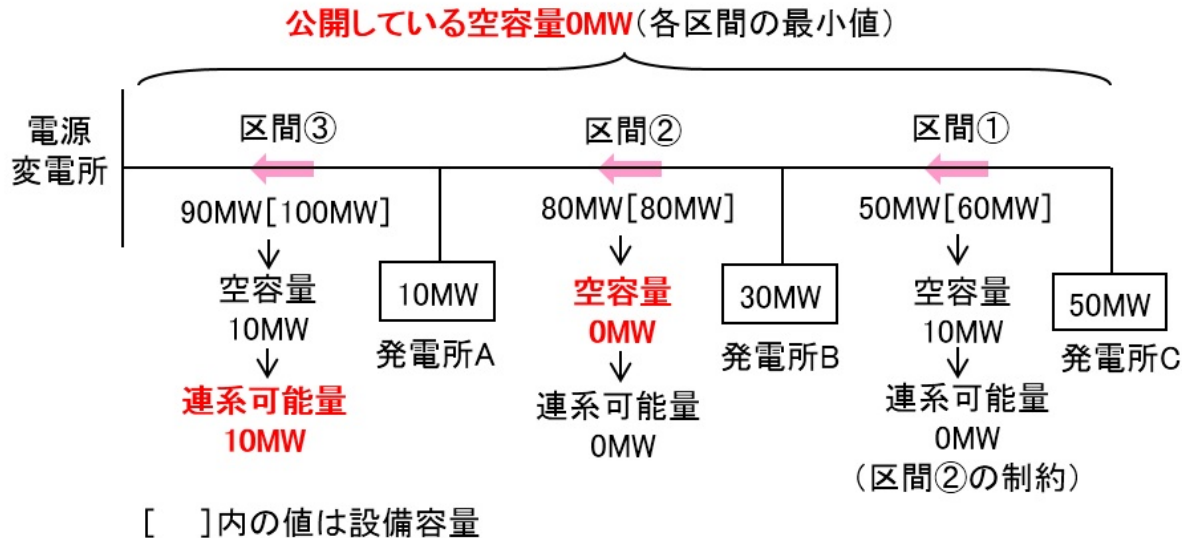 公開している空容量0MW(各区間の最小値)
電源
変電所
区間③
区間②
区間①
90MW[100MW]
80MW[80MW]
50MW[60MW]
空容量
10MW
連系可能量
10MW
10MW
発電所A
空容量
0MW
連系可能量
0MW
30MW
発電所B
空容量
10MW
連系可能量
0MW
(区間②の制約)
50MW
発電所C
[　]内の値は設備容量